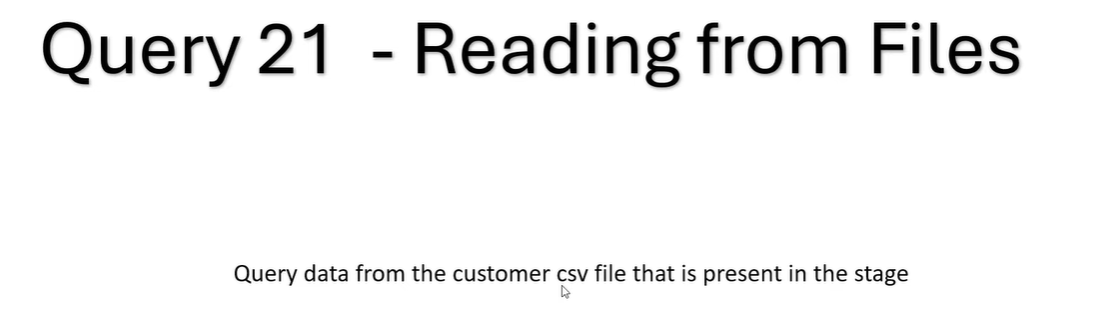 Query 21 - Reading from Files
Query data from the customer csv file that is present in the stage